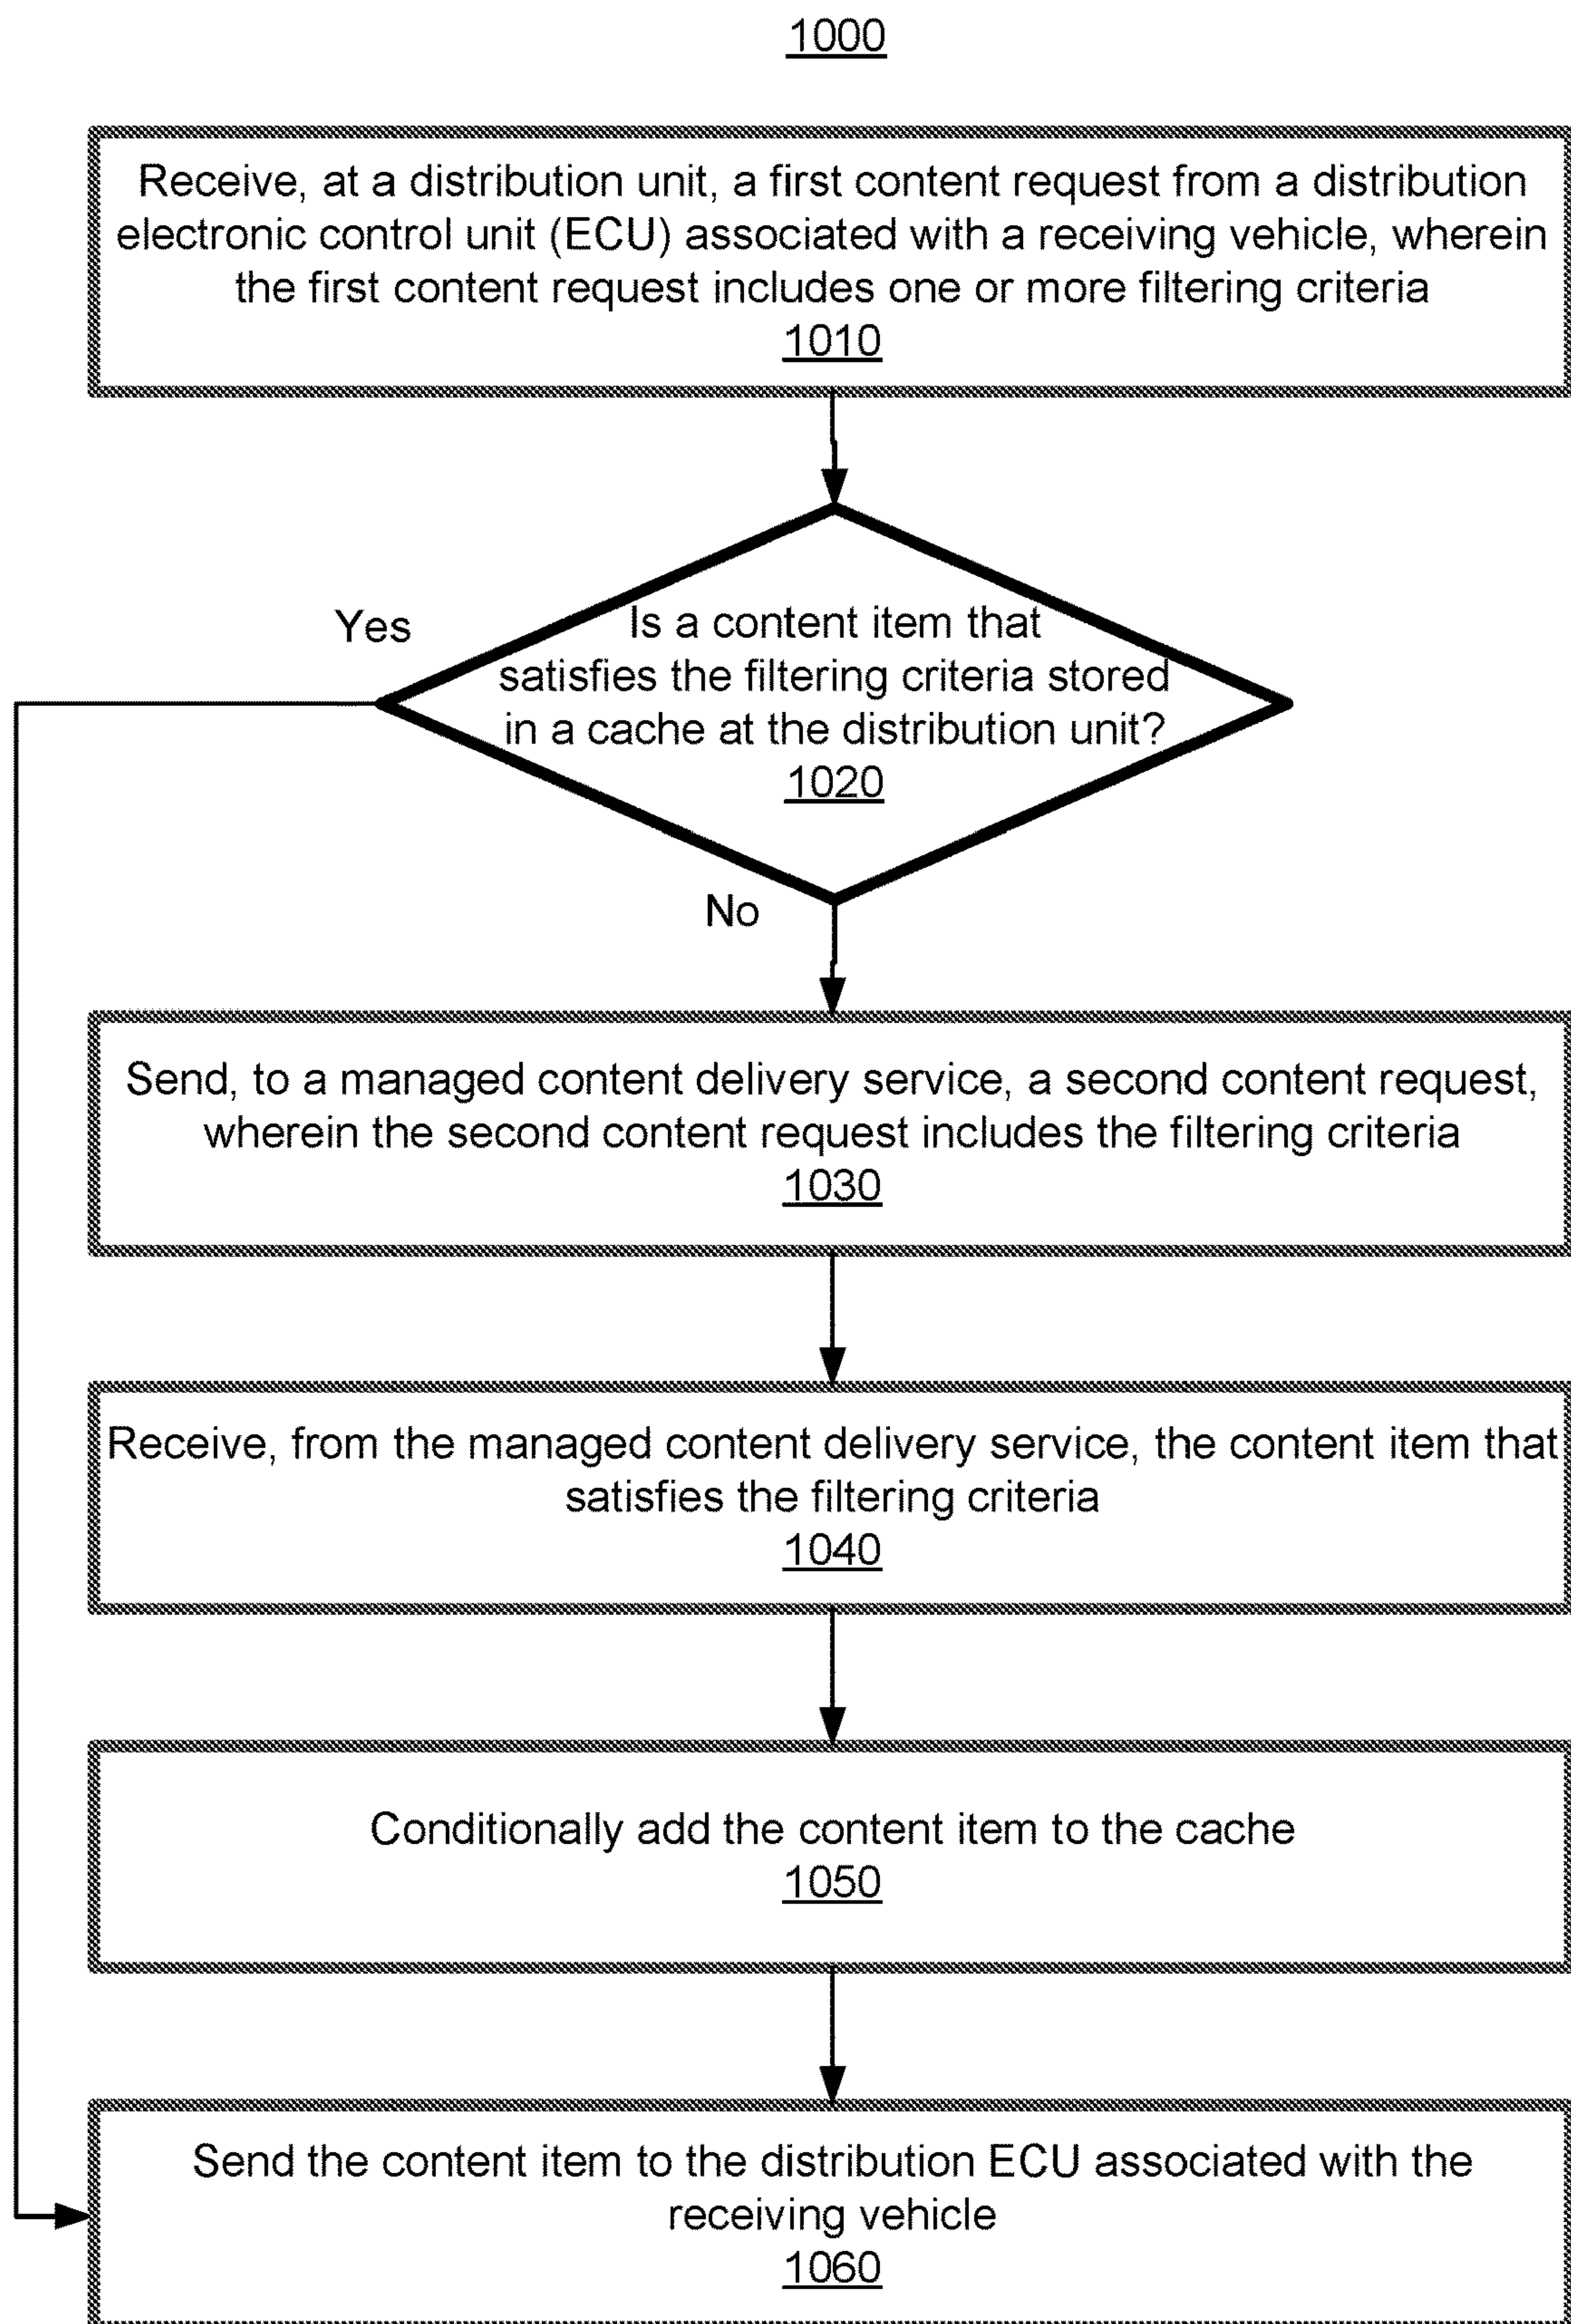 1000
Receive, at a distribution unit, a first content request from a distribution
electronic control unit (ECU) associated with a receiving vehicle, wherein
the first content request includes one or more filtering criteria
1010
Yes
Is a content item that
satisfies the filtering criteria stored
in a cache at the distribution unit?
1020
No
Send, to a managed content delivery service, a second content request,
wherein the second content request includes the filtering criteria
1030
Receive, from the managed content delivery service, the content item that
satisfies the filtering criteria
1040
Conditionally add the content item to the cache
1050
Send the content item to the distribution ECU associated with the
receiving vehicle
1060